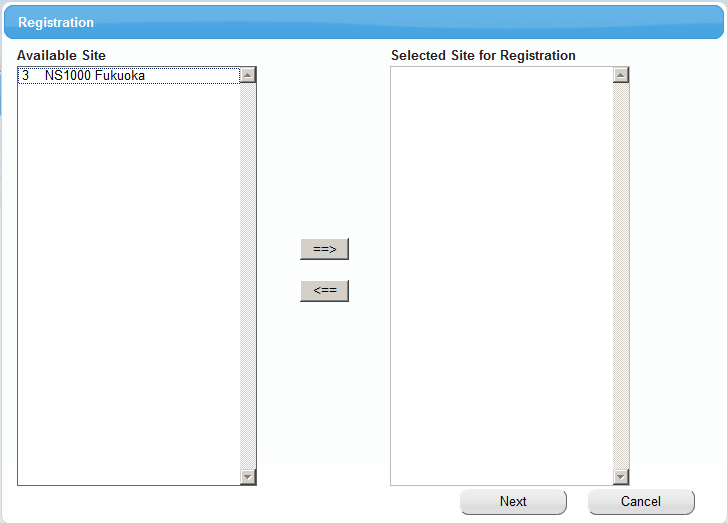 Registration
Available Site
Selected Site for Registration
3 NS1000 Fukuoka
==>
<==
Next
Cancel